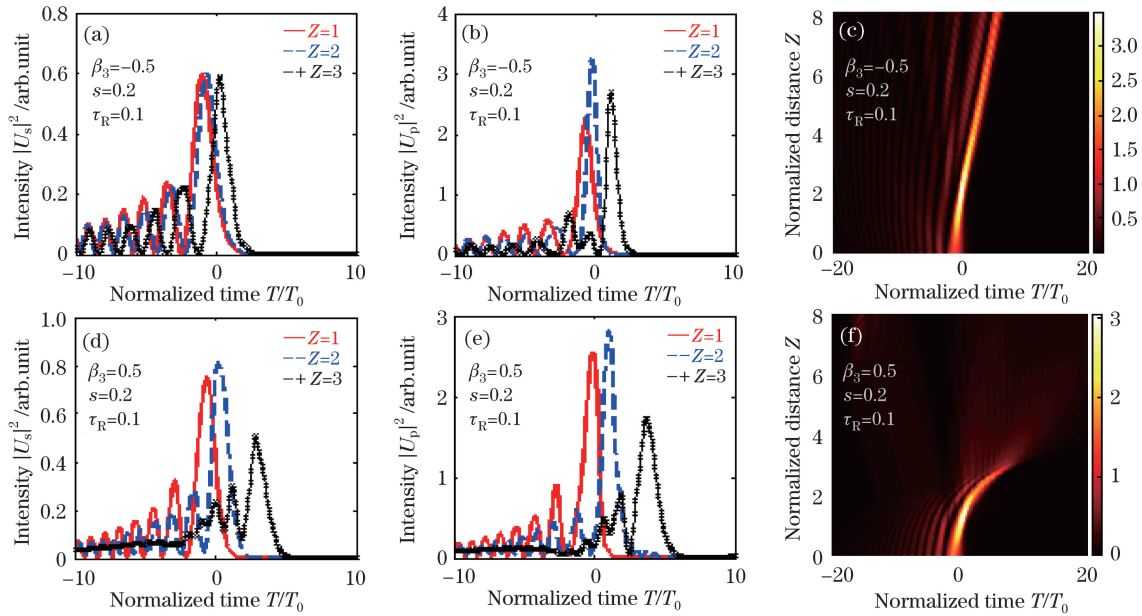 (a)
β₃=−0.5
s=0.2
τR=0.1
Z=1
Z=2
Z=3
0.8
0.6
0.4
0.2
0
−10
0
10
Intensity |Us|²/arb.unit
Normalized time T/T₀
(b)
β₃=−0.5
s=0.2
τR=0.1
Z=1
Z=2
Z=3
4
3
2
1
0
−10
0
10
Intensity |Up|²/arb.unit
Normalized time T/T₀
(c)
β₃=−0.5
s=0.2
τR=0.1
8
6
4
2
0
−20
0
20
Normalized distance Z
Normalized time T/T₀
3.0
2.5
2.0
1.5
1.0
0.5
(d)
β₃=0.5
s=0.2
τR=0.1
Z=1
Z=2
Z=3
1.0
0.8
0.6
0.4
0.2
0
−10
0
10
Intensity |Us|²/arb.unit
Normalized time T/T₀
(e)
β₃=0.5
s=0.2
τR=0.1
Z=1
Z=2
Z=3
3
2
1
0
−10
0
10
Intensity |Up|²/arb.unit
Normalized time T/T₀
(f)
β₃=0.5
s=0.2
τR=0.1
8
6
4
2
0
−20
0
20
Normalized distance Z
Normalized time T/T₀
3
2
1
0